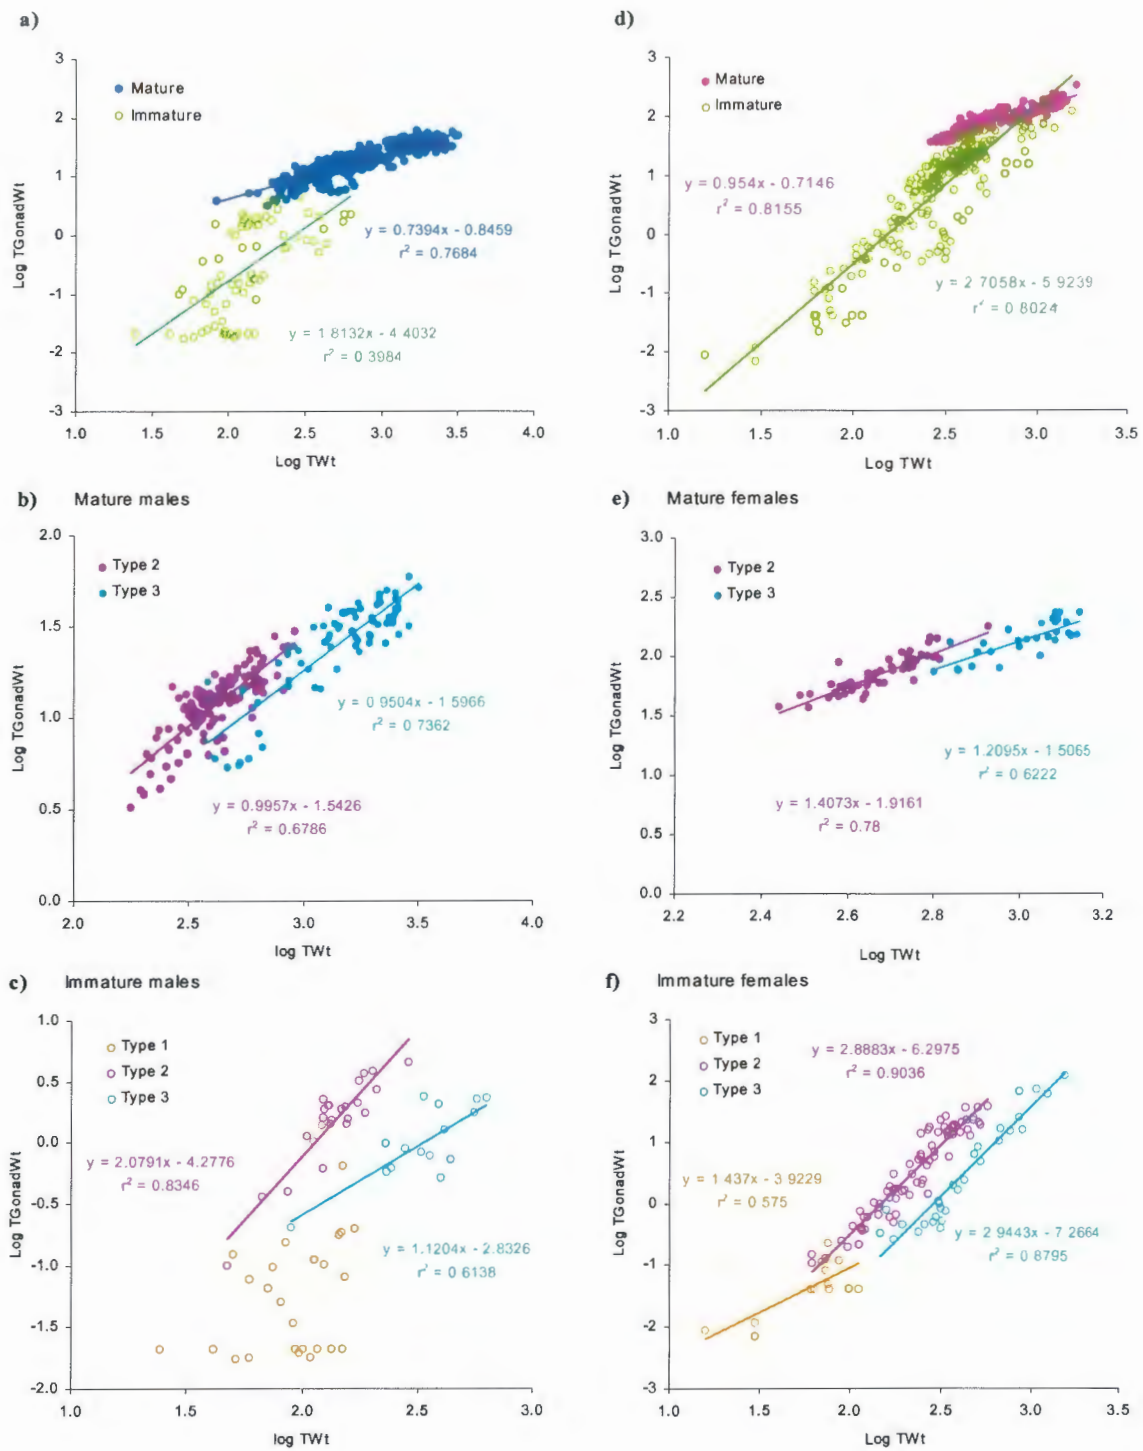 a)
3
2
1
0
-1
-2
-3
Mature
Immature
y = 0.7394x - 0.8459
r² = 0.7684
y = 1.8132x - 4.4032
r² = 0.3984
1.0 1.5 2.0 2.5 3.0 3.5 4.0
Log TWt
Log TGonadWt
d)
3
2
1
0
-1
-2
-3
Mature
Immature
y = 0.954x - 0.7146
r² = 0.8155
y = 2 7058x - 5 9239
r² = 0 8024
1.0 1.5 2.0 2.5 3.0 3.5
Log TWt
Log TGonadWt
b) Mature males
2.0
1.5
1.0
0.5
0.0
Type 2
Type 3
y = 0 9504x - 1 5966
r² = 0 7362
y = 0.9957x - 1.5426
r² = 0.6786
2.0 2.5 3.0 3.5 4.0
log TWt
Log TGonadWt
e) Mature females
3.0
2.5
2.0
1.5
1.0
0.5
0.0
Type 2
Type 3
y = 1.2095x - 1 5065
r² = 0 6222
y = 1.4073x - 1.9161
r² = 0.78
2.2 2.4 2.6 2.8 3.0 3.2
Log TWt
Log TGonadWt
c) Immature males
1.0
0.5
0.0
-0.5
-1.0
-1.5
-2.0
Type 1
Type 2
Type 3
y = 2.0791x - 4.2776
r² = 0.8346
y = 1.1204x - 2.8326
r² = 0.6138
1.0 1.5 2.0 2.5 3.0
log TWt
Log TGonadWt
f) Immature females
3
2
1
0
-1
-2
-3
Type 1
Type 2
Type 3
y = 2.8883x - 6.2975
r² = 0.9036
y = 1 437x - 3 9229
r² = 0 575
y = 2 9443x - 7.2664
r² = 0 8795
1.0 1.5 2.0 2.5 3.0 3.5
Log TWt
Log TGonadWt